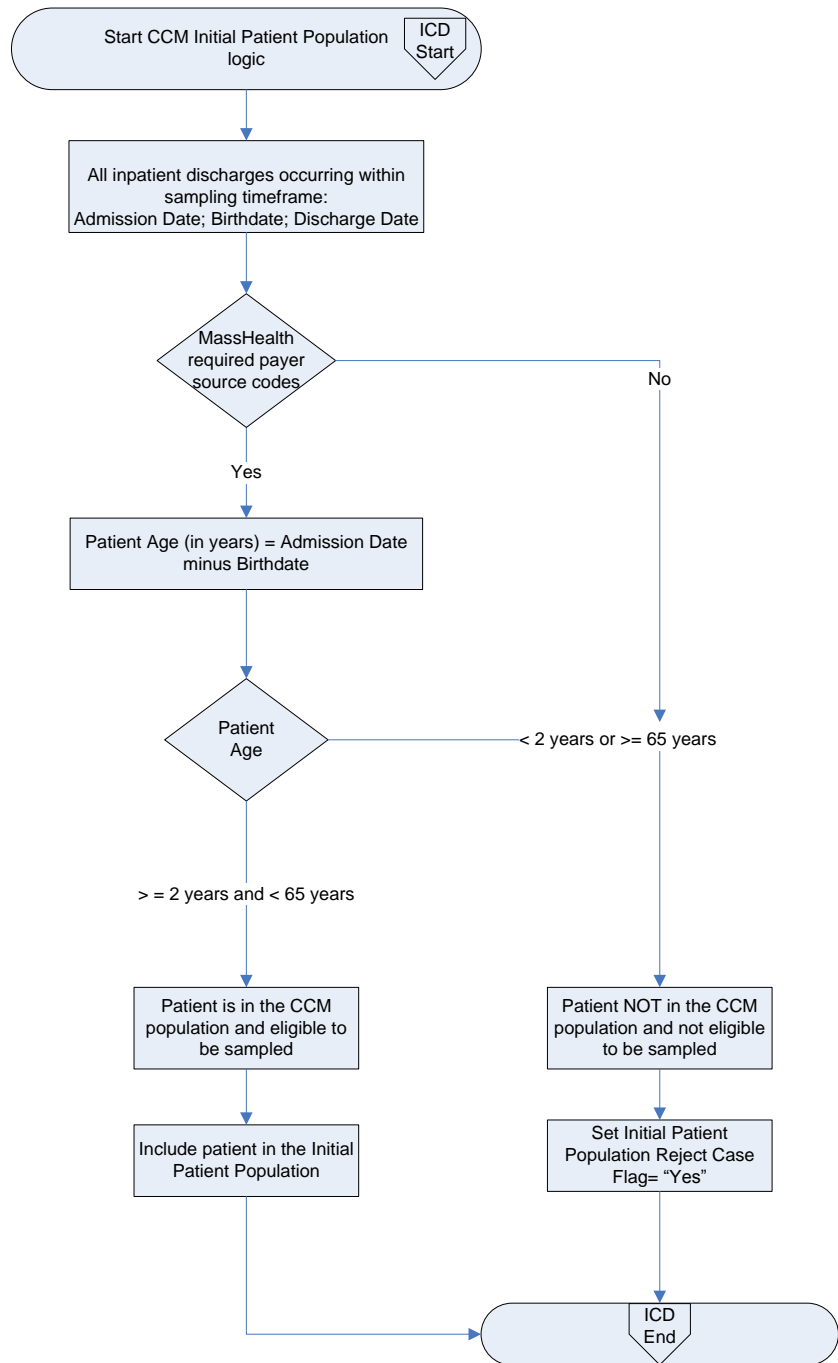 Start CCM Initial Patient Population
logic
ICD
Start
All inpatient discharges occurring within
sampling timeframe:
Admission Date; Birthdate; Discharge Date
MassHealth
required payer
source codes
No
Yes
Patient Age (in years) = Admission Date
minus Birthdate
Patient
Age
< 2 years or >= 65 years
> = 2 years and < 65 years
Patient is in the CCM
population and eligible to
be sampled
Patient NOT in the CCM
population and not eligible
to be sampled
Include patient in the Initial
Patient Population
Set Initial Patient
Population Reject Case
Flag= “Yes”
ICD
End